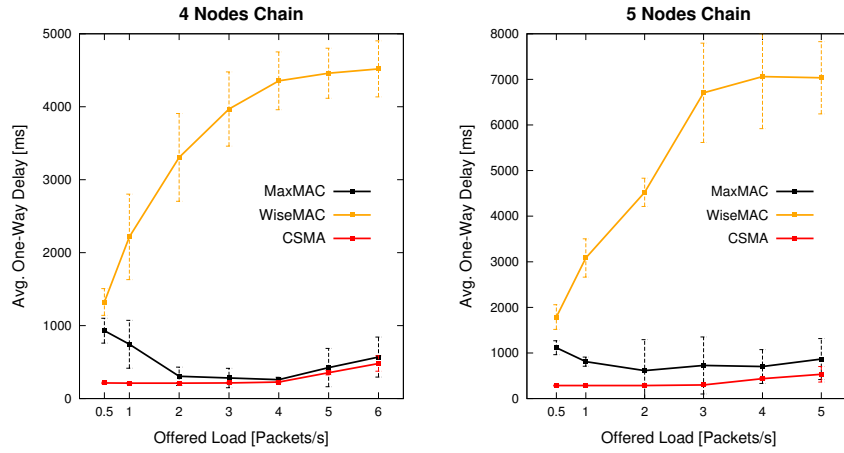 4 Nodes Chain
5000
4000
3000
2000
1000
0
Avg. One-Way Delay [ms]
MaxMAC
WiseMAC
CSMA
0.5 1 2 3 4 5 6
Offered Load [Packets/s]
5 Nodes Chain
8000
7000
6000
5000
4000
3000
2000
1000
0
Avg. One-Way Delay [ms]
MaxMAC
WiseMAC
CSMA
0.5 1 2 3 4 5
Offered Load [Packets/s]